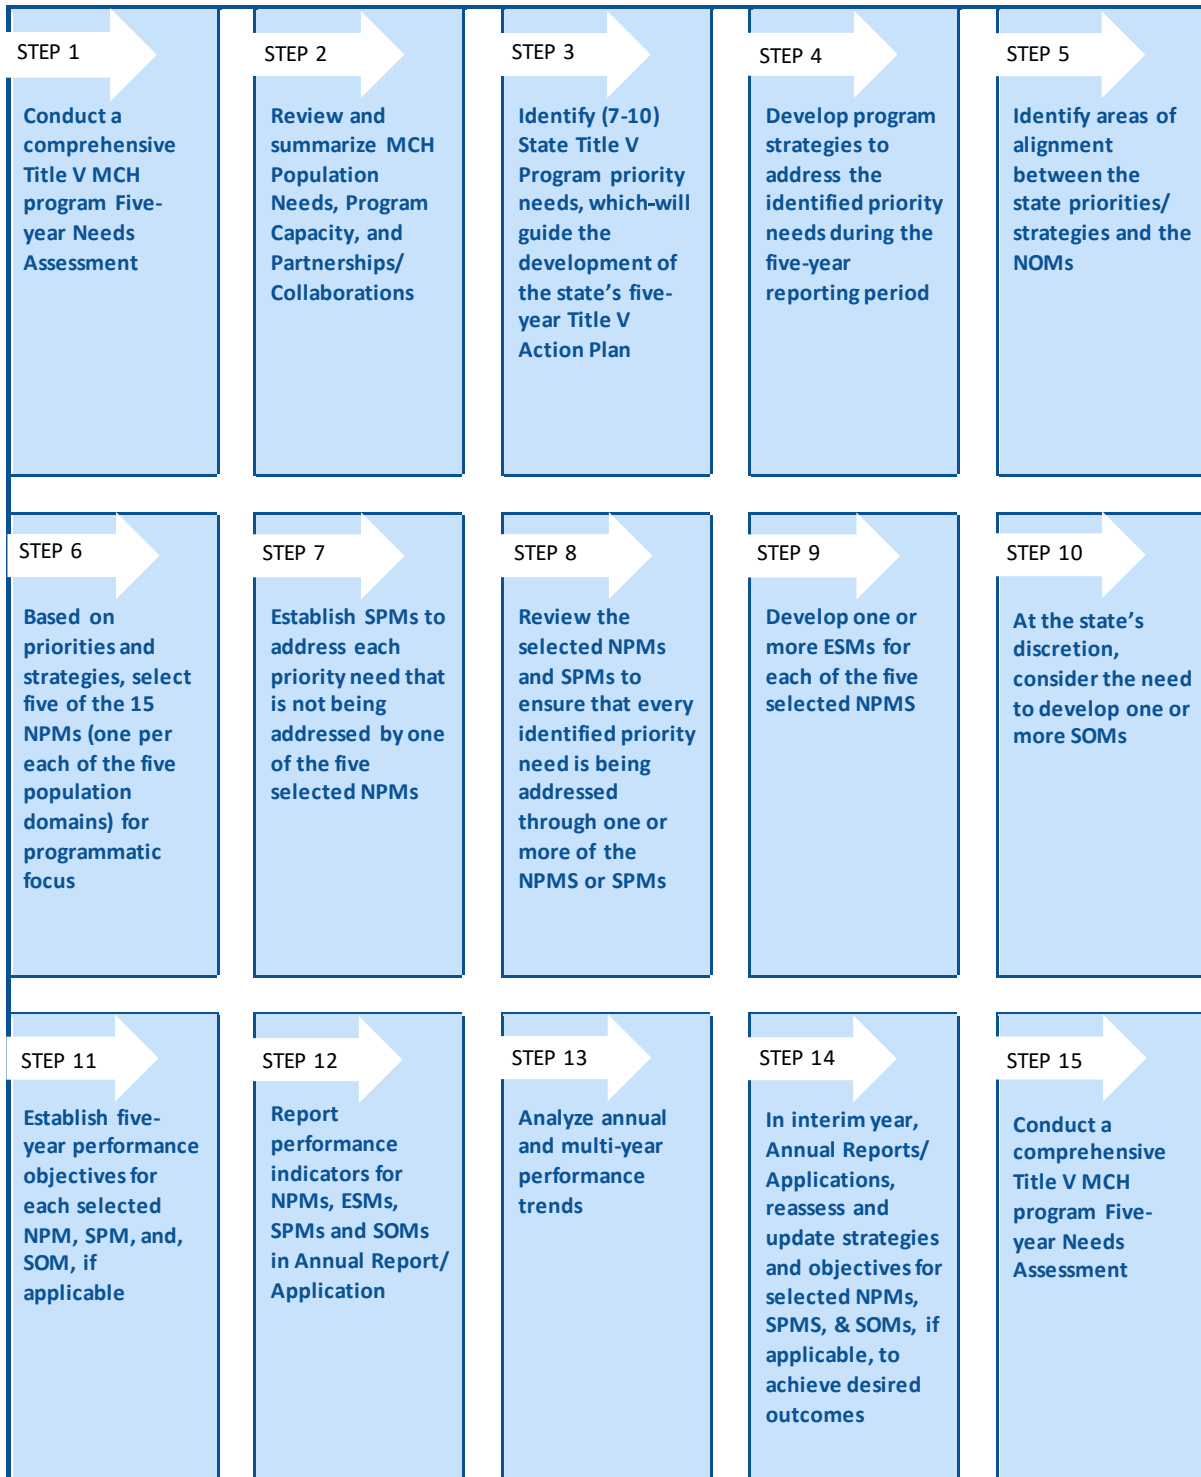 STEP 1
Conduct a
comprehensive
Title V MCH
program Five-
year Needs
Assessment
STEP 2
Review and
summarize MCH
Population
Needs, Program
Capacity, and
Partnerships/
Collaborations
STEP 3
Identify (7-10)
State Title V
Program priority
needs, which-will
guide the
development of
the state's five-
year Title V
Action Plan
STEP 4
Develop program
strategies to
address the
identified priority
needs during the
five-year
reporting period
STEP 5
Identify areas of
alignment
between the
state priorities/
strategies and the
NOMs
STEP 6
Based on
priorities and
strategies, select
five of the 15
NPMs (one per
each of the five
population
domains) for
programmatic
focus
STEP 7
Establish SPMs to
address each
priority need that
is not being
addressed by one
of the five
selected NPMs
STEP 8
Review the
selected NPMs
and SPMs to
ensure that every
identified priority
need is being
addressed
through one or
more of the
NPMS or SPMs
STEP 9
Develop one or
more ESMs for
each of the five
selected NPMS
STEP 10
At the state's
discretion,
consider the need
to develop one or
more SOMs
STEP 11
Establish five-
year performance
objectives for
each selected
NPM, SPM, and,
SOM, if
applicable
STEP 12
Report
performance
indicators for
NPMs, ESMs,
SPMs and SOMs
in Annual Report/
Application
STEP 13
Analyze annual
and multi-year
performance
trends
STEP 14
In interim year,
Annual Reports/
Applications,
reassess and
update strategies
and objectives for
selected NPMs,
SPMS, & SOMs, if
applicable, to
achieve desired
outcomes
STEP 15
Conduct a
comprehensive
Title V MCH
program Five-
year Needs
Assessment